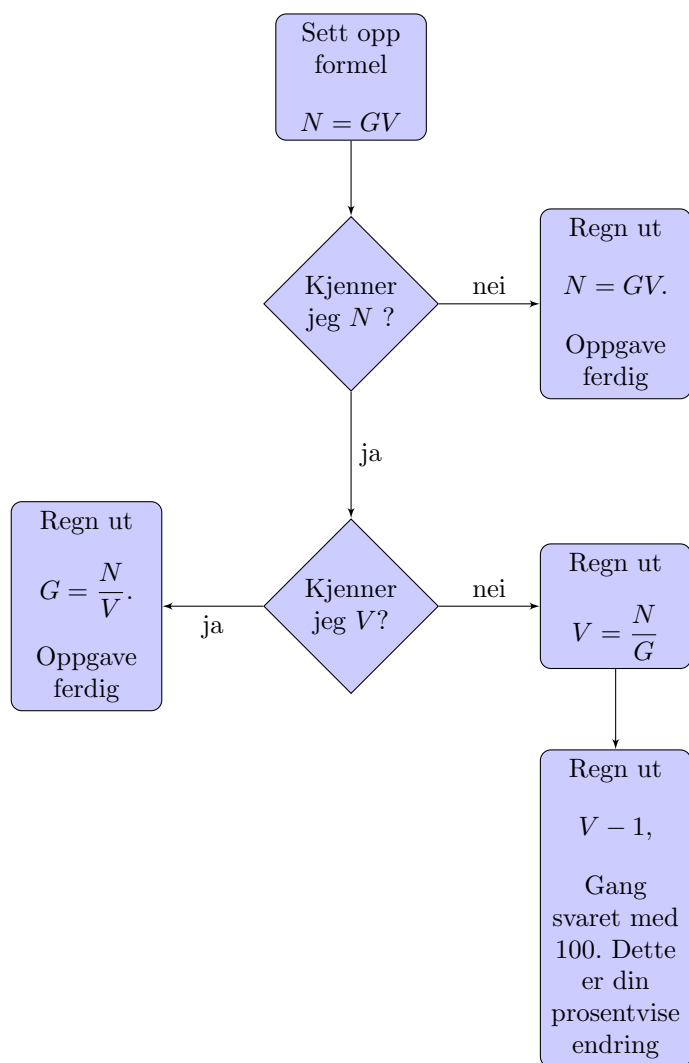 Sett opp
formel
N = GV
Kjenner
jeg N ?
nei
Regn ut
N = GV.
Oppgave
ferdig
ja
Kjenner
jeg V?
ja
Regn ut
G = N/V.
Oppgave
ferdig
nei
Regn ut
V = N/G
Regn ut
V − 1,
Gang
svaret med
100. Dette
er din
prosentvise
endring